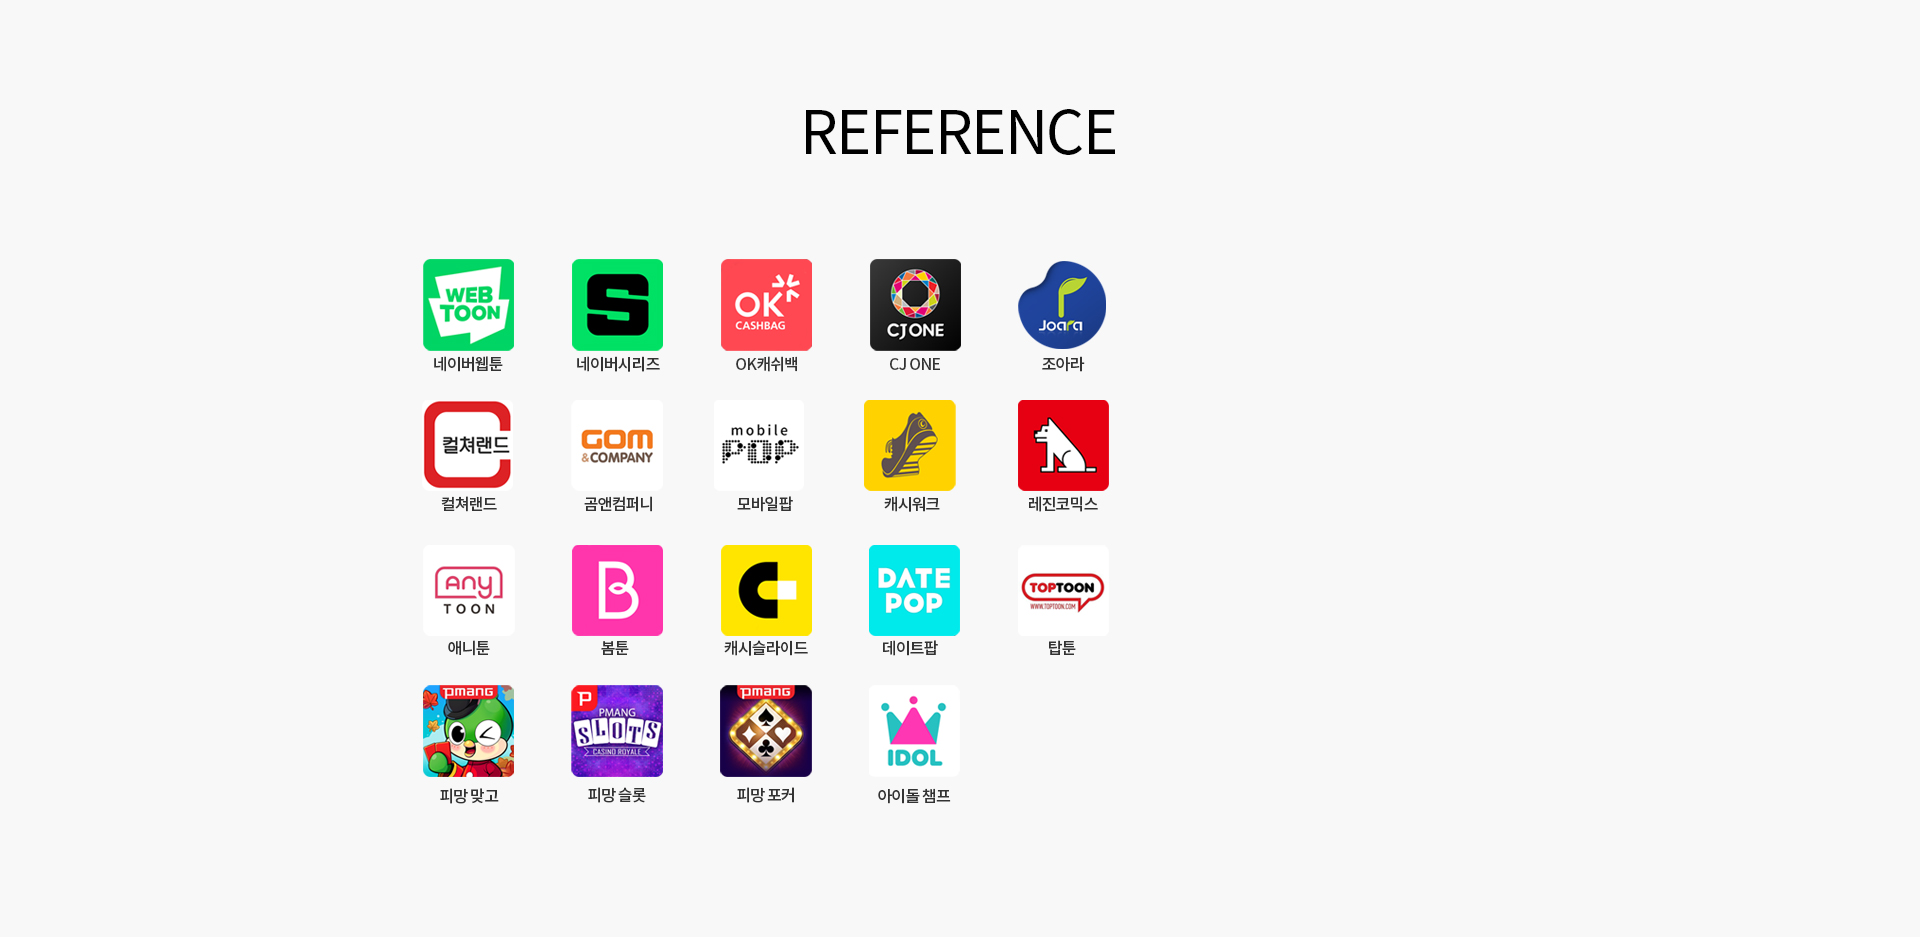 REFERENCE
WEB
TOON
네이버웹툰
S
네이버시리즈
OK
CASHBAG
OK캐쉬백
CJ ONE
CJ ONE
Joara
조아라
컬쳐랜드
컬쳐랜드
GOM
&COMPANY
곰앤컴퍼니
mobile
POP
모바일팝
캐시워크
레진코믹스
Any
TOON
애니툰
B
봄툰
캐시슬라이드
DATE
POP
데이트팝
TOPTOON
WWW.TOPTOON.COM
탑툰
Pmang
피망 맞고
P
PMANG
SLOTS
CASINO ROYALE
피망 슬롯
Pmang
피망 포커
IDOL
아이돌 챔프